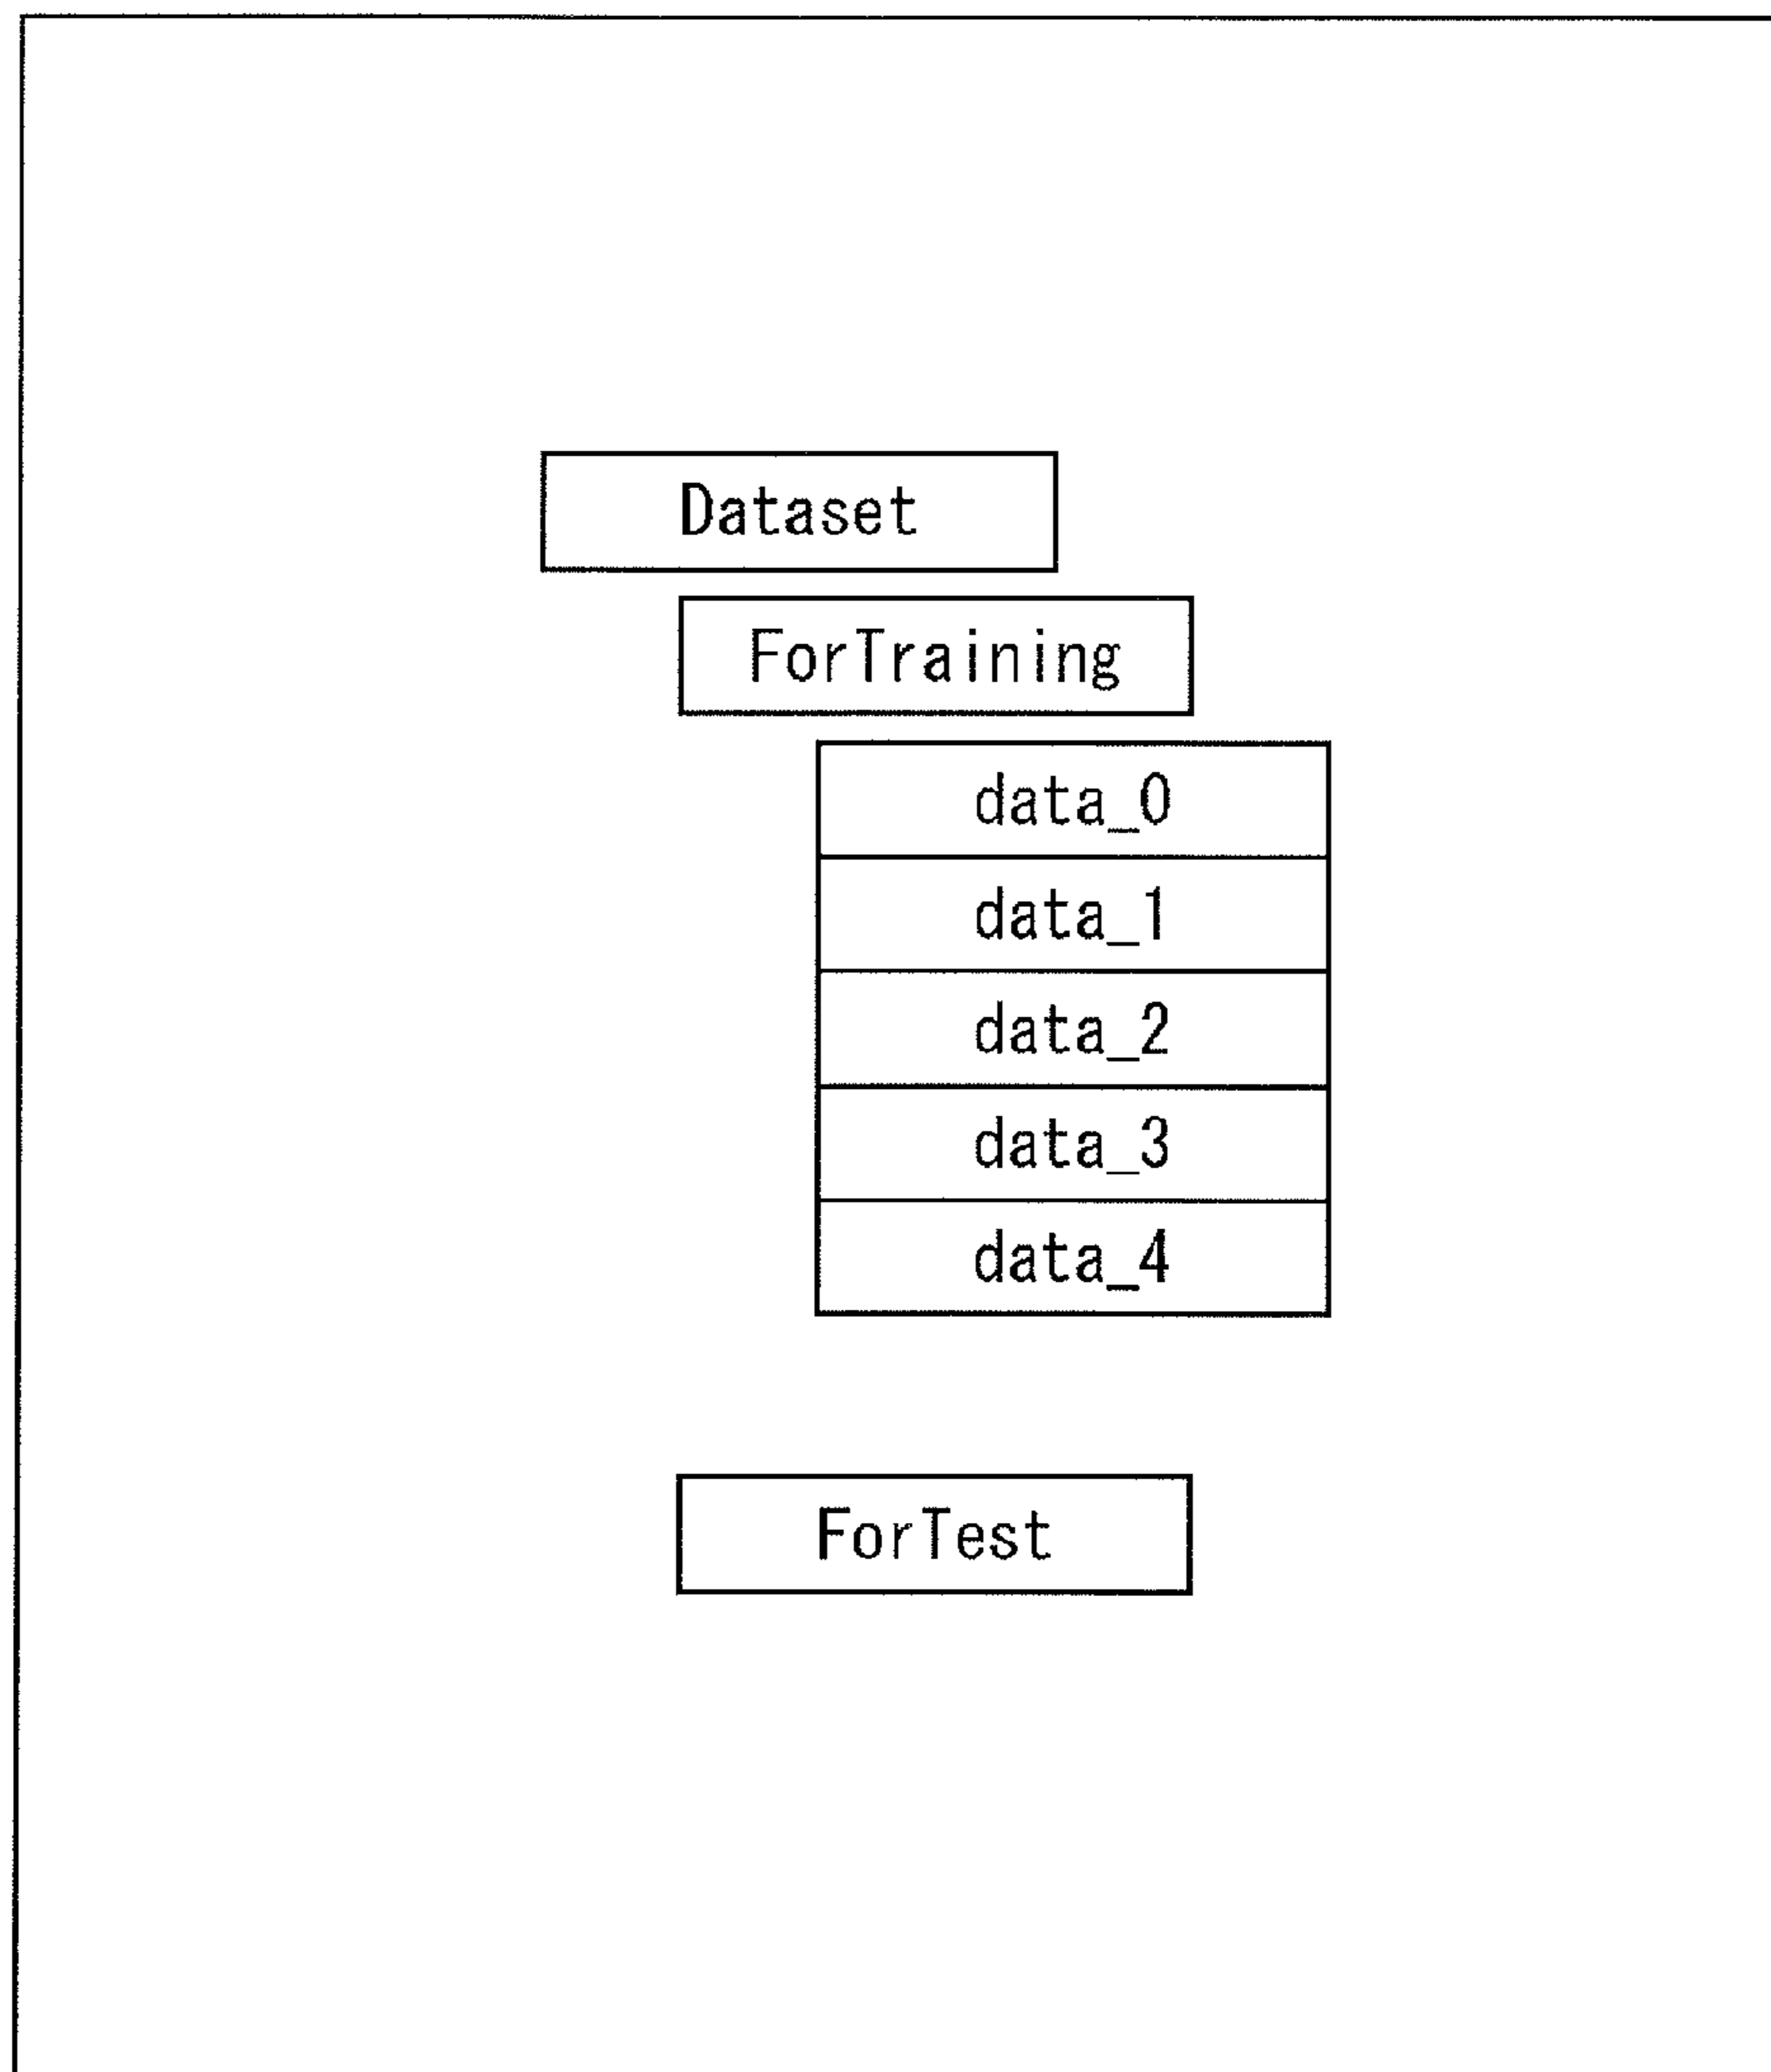 Dataset
ForTraining
data_0
data_1
data_2
data_3
data_4
ForTest